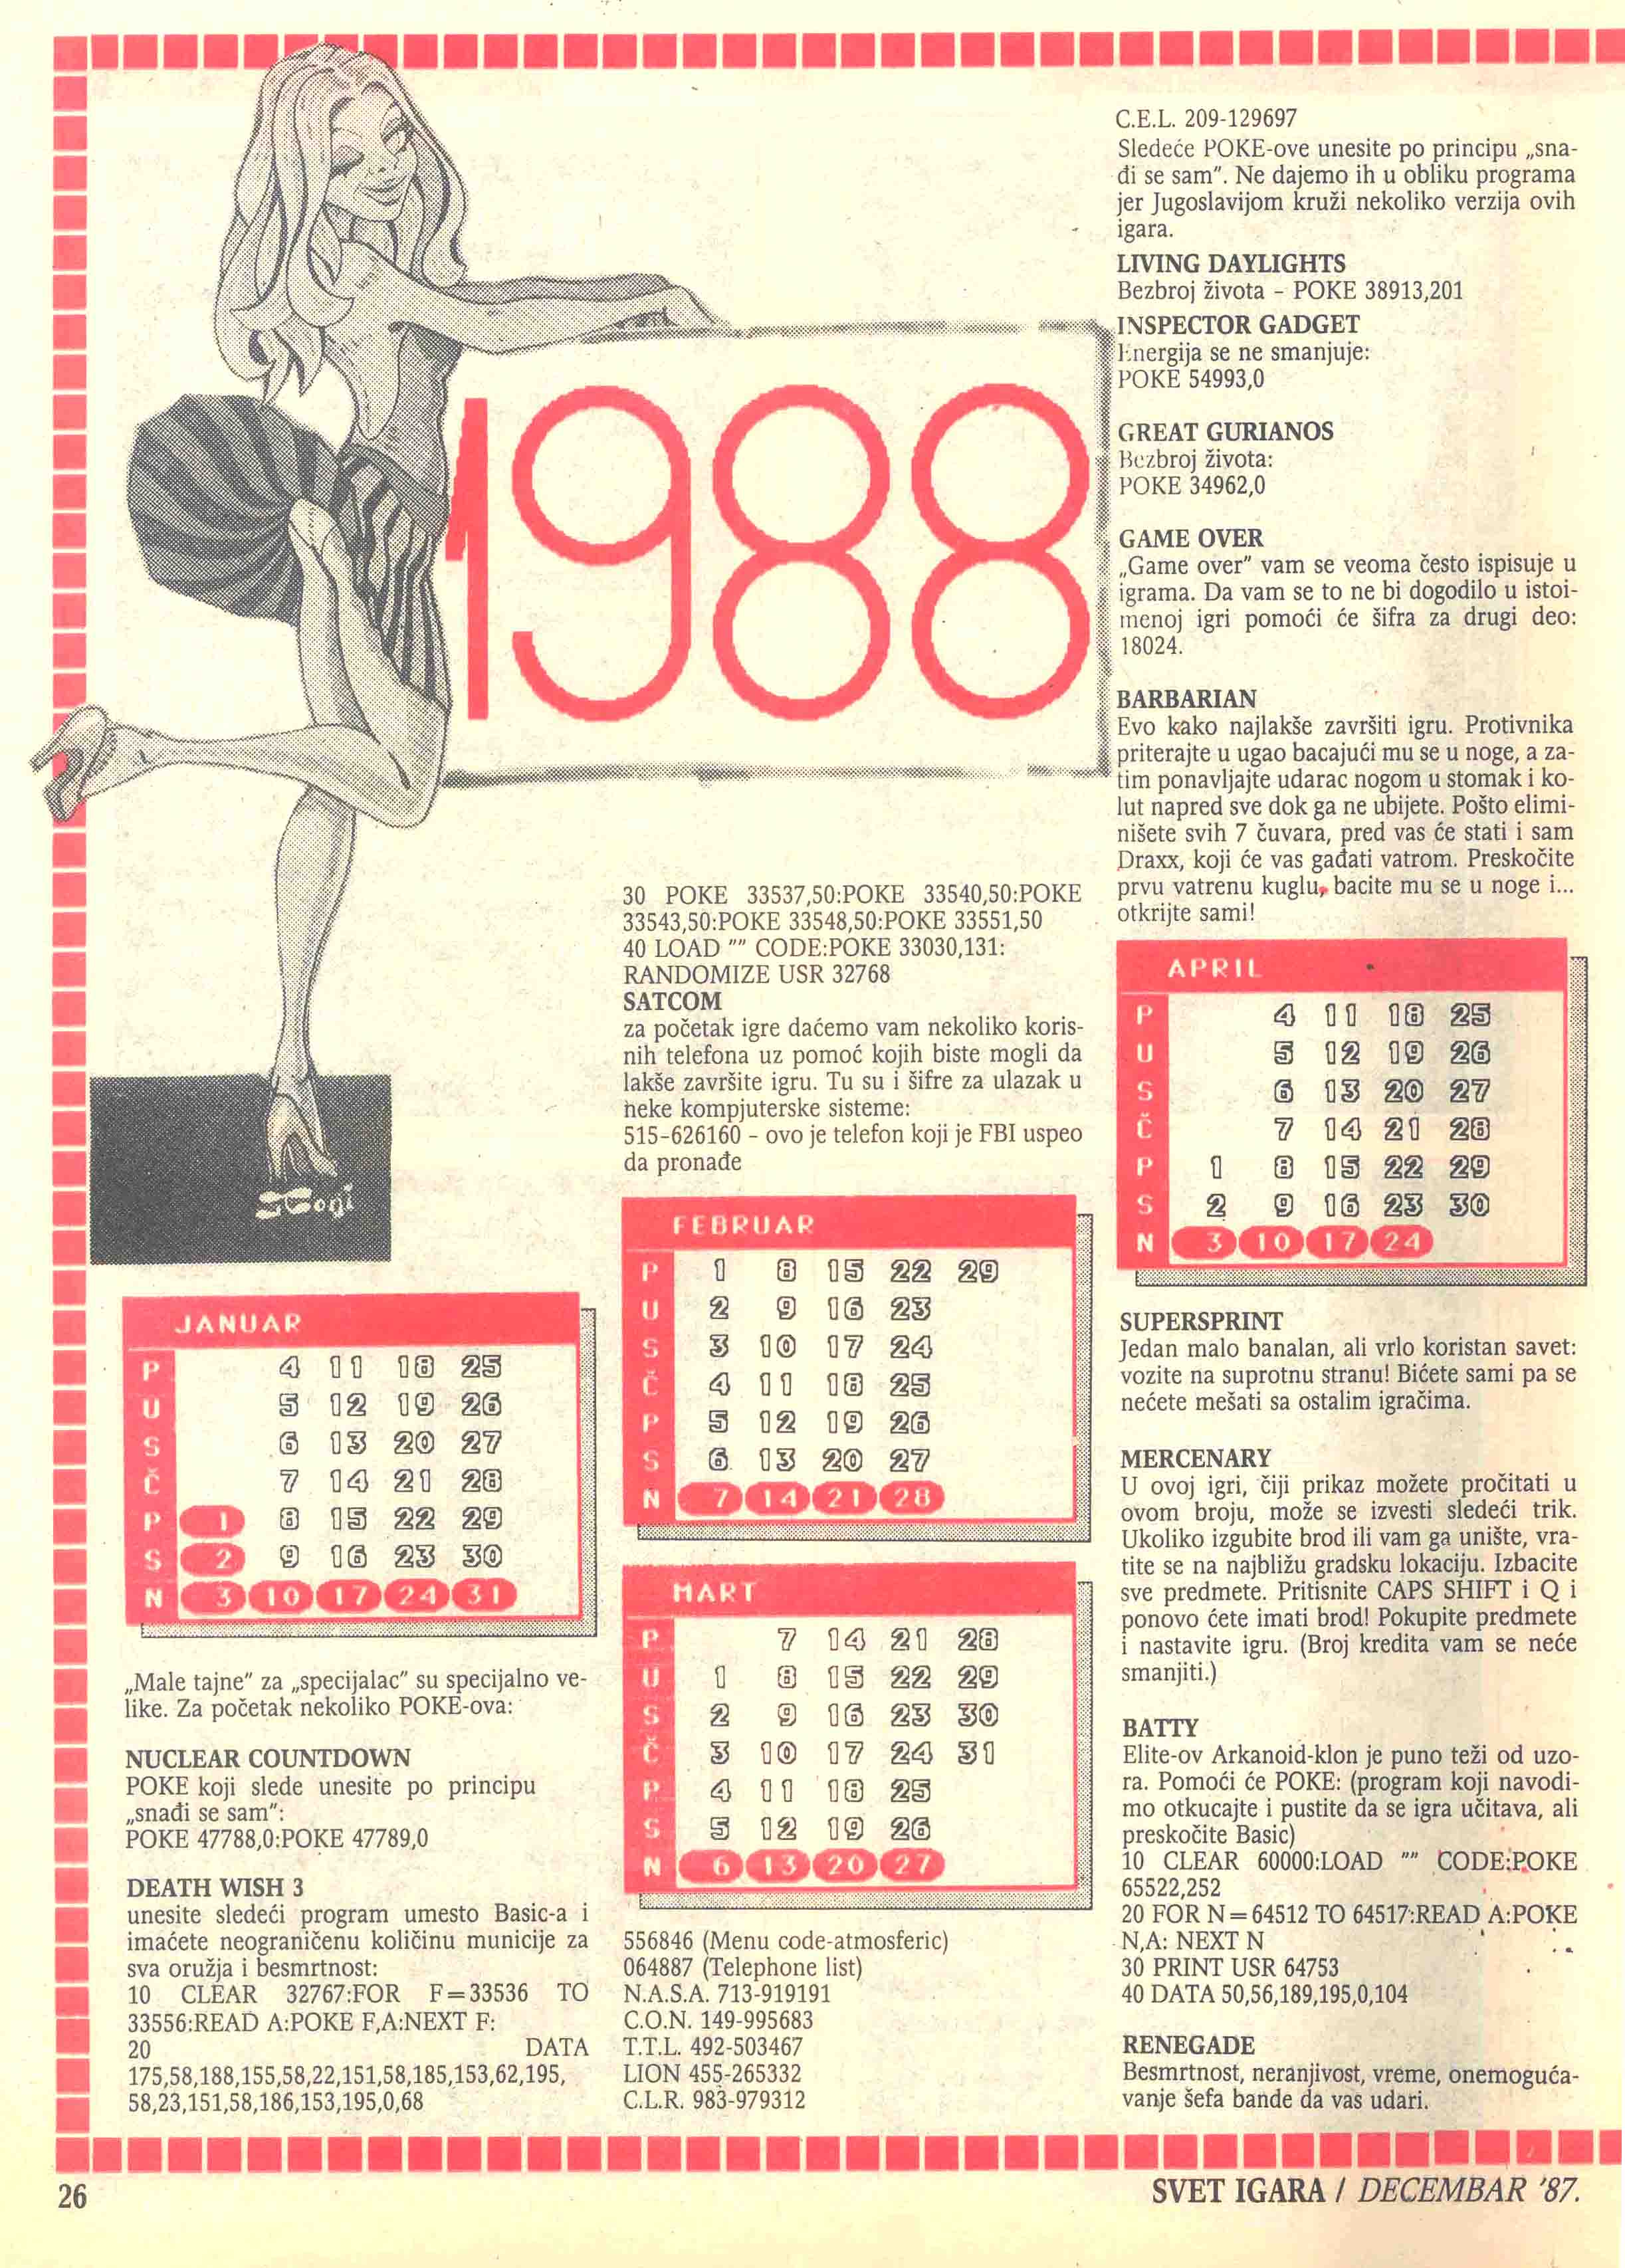 1988
Toni
JANUAR
P 4 11 18 25
U 5 12 19 26
S 6 13 20 27
Č 7 14 21 28
P 1 8 15 22 29
S 2 9 16 23 30
N 3 10 17 24 31
„Male tajne" za „specijalac" su specijalno ve-
like. Za početak nekoliko POKE-ova:
NUCLEAR COUNTDOWN
POKE koji slede unesite po principu
„snađi se sam":
POKE 47788,0:POKE 47789,0
DEATH WISH 3
unesite sledeći program umesto Basic-a i
imaćete neograničenu količinu municije za
sva oružja i besmrtnost:
10 CLEAR 32767:FOR F=33536 TO
33556:READ A:POKE F,A:NEXT F:
20 DATA
175,58,188,155,58,22,151,58,185,153,62,195,
58,23,151,58,186,153,195,0,68
30 POKE 33537,50:POKE 33540,50:POKE
33543,50:POKE 33548,50:POKE 33551,50
40 LOAD "" CODE:POKE 33030,131:
RANDOMIZE USR 32768
SATCOM
za početak igre daćemo vam nekoliko koris-
nih telefona uz pomoć kojih biste mogli da
lakše završite igru. Tu su i šifre za ulazak u
neke kompjuterske sisteme:
515-626160 - ovo je telefon koji je FBI uspeo
da pronađe
FEBRUAR
P 1 8 15 22 29
U 2 9 16 23
S 3 10 17 24
Č 4 11 18 25
P 5 12 19 26
S 6 13 20 27
N 7 14 21 28
MART
P 7 14 21 28
U 1 8 15 22 29
S 2 9 16 23 30
Č 3 10 17 24 31
P 4 11 18 25
S 5 12 19 26
N 6 13 20 27
556846 (Menu code-atmosferic)
064887 (Telephone list)
N.A.S.A. 713-919191
C.O.N. 149-995683
T.T.L. 492-503467
LION 455-265332
C.L.R. 983-979312
C.E.L. 209-129697
Sledeće POKE-ove unesite po principu „sna-
đi se sam". Ne dajemo ih u obliku programa
jer Jugoslavijom kruži nekoliko verzija ovih
igara.
LIVING DAYLIGHTS
Bezbroj života - POKE 38913,201
INSPECTOR GADGET
Energija se ne smanjuje:
POKE 54993,0
GREAT GURIANOS
Bezbroj života:
POKE 34962,0
GAME OVER
„Game over" vam se veoma često ispisuje u
igrama. Da vam se to ne bi dogodilo u istoi-
menoj igri pomoći će šifra za drugi deo:
18024.
BARBARIAN
Evo kako najlakše završiti igru. Protivnika
priterajte u ugao bacajući mu se u noge, a za-
tim ponavljajte udarac nogom u stomak i ko-
lut napred sve dok ga ne ubijete. Pošto elimi-
nišete svih 7 čuvara, pred vas će stati i sam
Draxx, koji će vas gađati vatrom. Preskočite
prvu vatrenu kuglu, bacite mu se u noge i...
otkrijte sami!
APRIL
P 4 11 18 25
U 5 12 19 26
S 6 13 20 27
Č 7 14 21 28
P 1 8 15 22 29
S 2 9 16 23 30
N 3 10 17 24
SUPERSPRINT
Jedan malo banalan, ali vrlo koristan savet:
vozite na suprotnu stranu! Bićete sami pa se
nećete mešati sa ostalim igračima.
MERCENARY
U ovoj igri, čiji prikaz možete pročitati u
ovom broju, može se izvesti sledeći trik.
Ukoliko izgubite brod ili vam ga unište, vra-
tite se na najbližu gradsku lokaciju. Izbacite
sve predmete. Pritisnite CAPS SHIFT i Q i
ponovo ćete imati brod! Pokupite predmete
i nastavite igru. (Broj kredita vam se neće
smanjiti.)
BATTY
Elite-ov Arkanoid-klon je puno teži od uzo-
ra. Pomoći će POKE: (program koji navodi-
mo otkucajte i pustite da se igra učitava, ali
preskočite Basic)
10 CLEAR 60000:LOAD "" CODE:POKE
65522,252
20 FOR N=64512 TO 64517:READ A:POKE
N,A: NEXT N
30 PRINT USR 64753
40 DATA 50,56,189,195,0,104
RENEGADE
Besmrtnost, neranjivost, vreme, onemoguća-
vanje šefa bande da vas udari.
26
SVET IGARA / DECEMBAR '87.